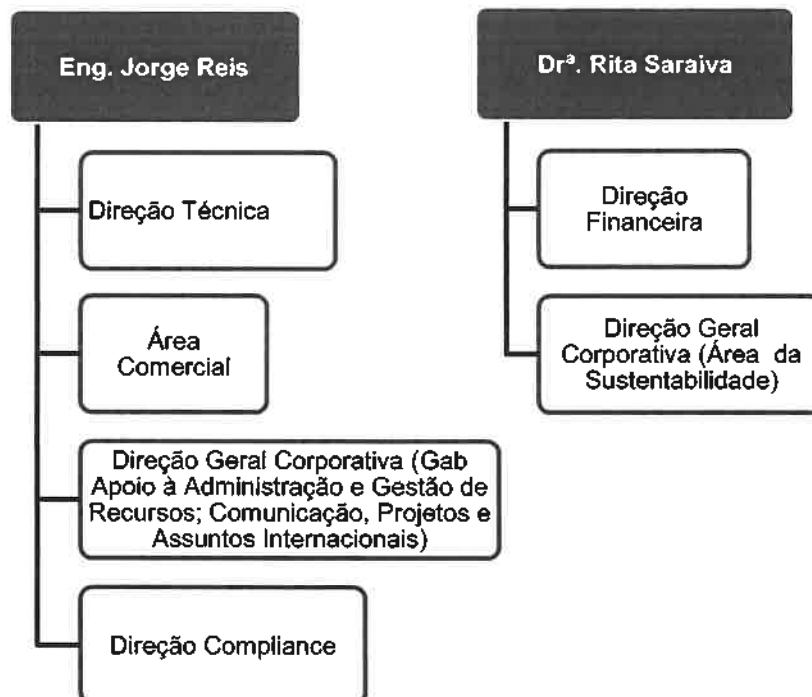 Eng. Jorge Reis
Direção Técnica
Área
Comercial
Direção Geral Corporativa (Gab
Apoio à Administração e Gestão de
Recursos; Comunicação, Projetos e
Assuntos Internacionais)
Direção Compliance
Drª. Rita Saraiva
Direção
Financeira
Direção Geral
Corporativa (Área da
Sustentabilidade)